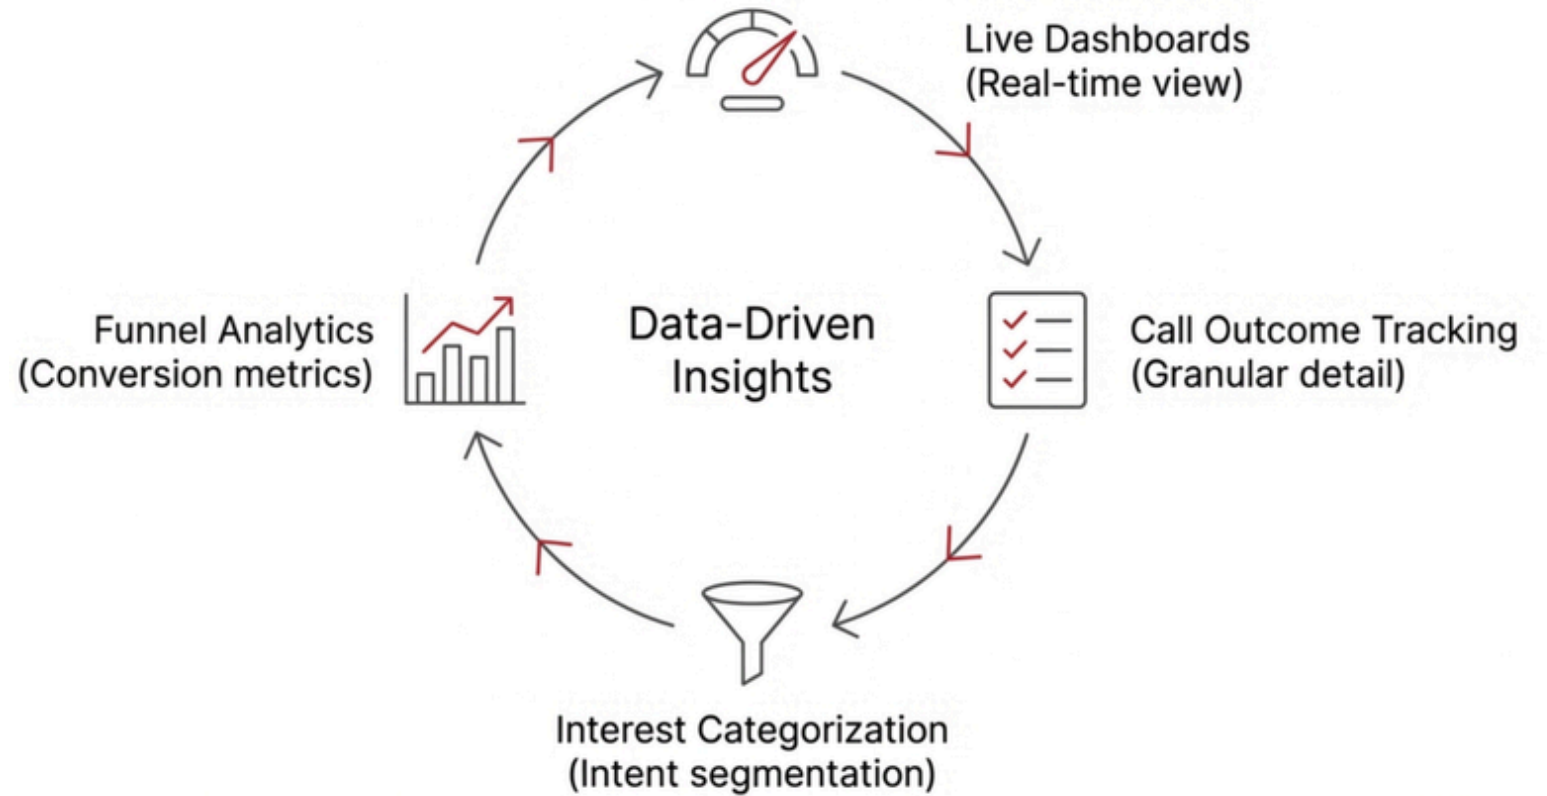 Live Dashboards
(Real-time view)
Call Outcome Tracking
(Granular detail)
Interest Categorization
(Intent segmentation)
Funnel Analytics
(Conversion metrics)
Data-Driven
Insights